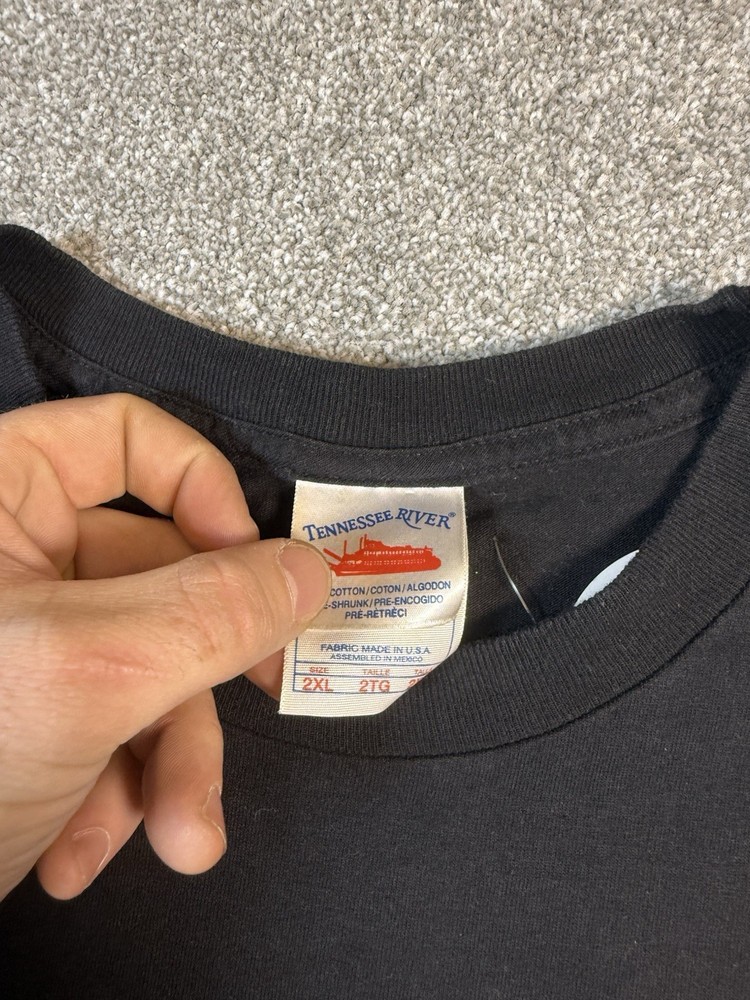 TENNESSEE RIVER®
COTTON/COTON/ALGODON
E-SHRUNK/PRE-ENCOGIDO
PRÉ-RÉTRÉCI
FABRIC MADE IN U.S.A.
ASSEMBLED IN MEXICO
SIZE TAILLE
2XL 2TG